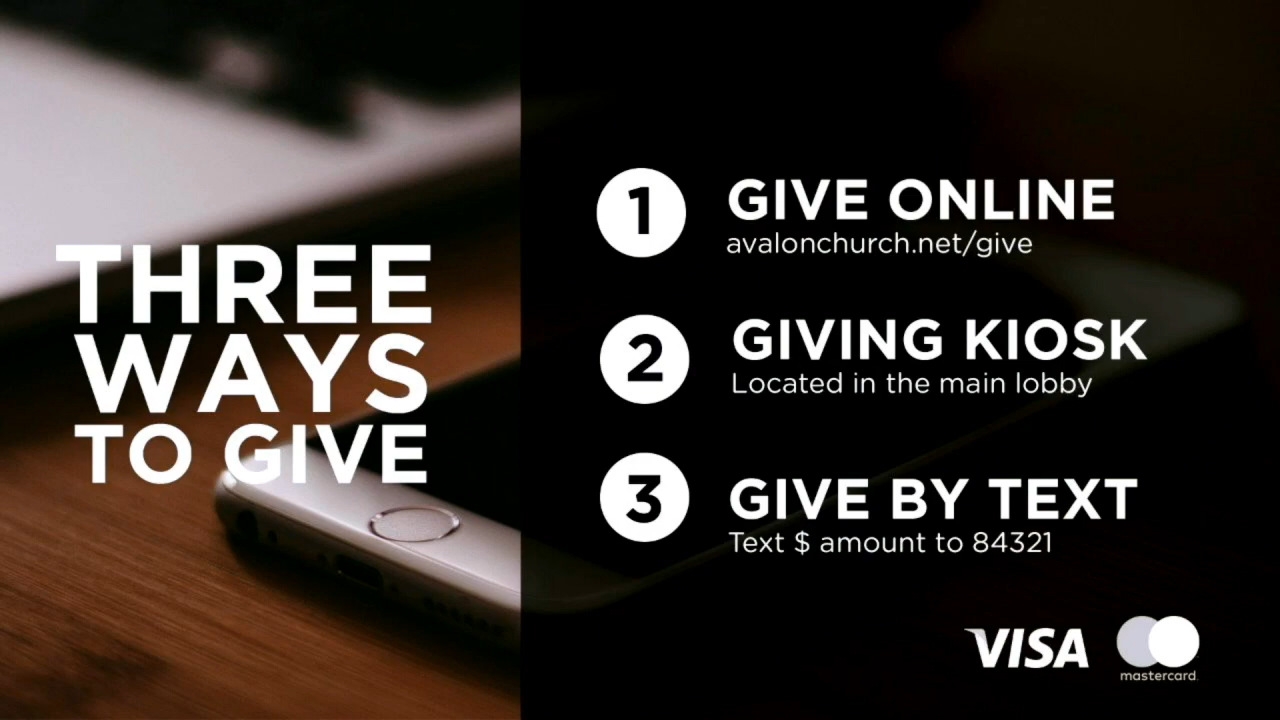 THREE
WAYS
TO GIVE
1
GIVE ONLINE
avalonchurch.net/give
2
GIVING KIOSK
Located in the main lobby
3
GIVE BY TEXT
Text $ amount to 84321
VISA
mastercard.